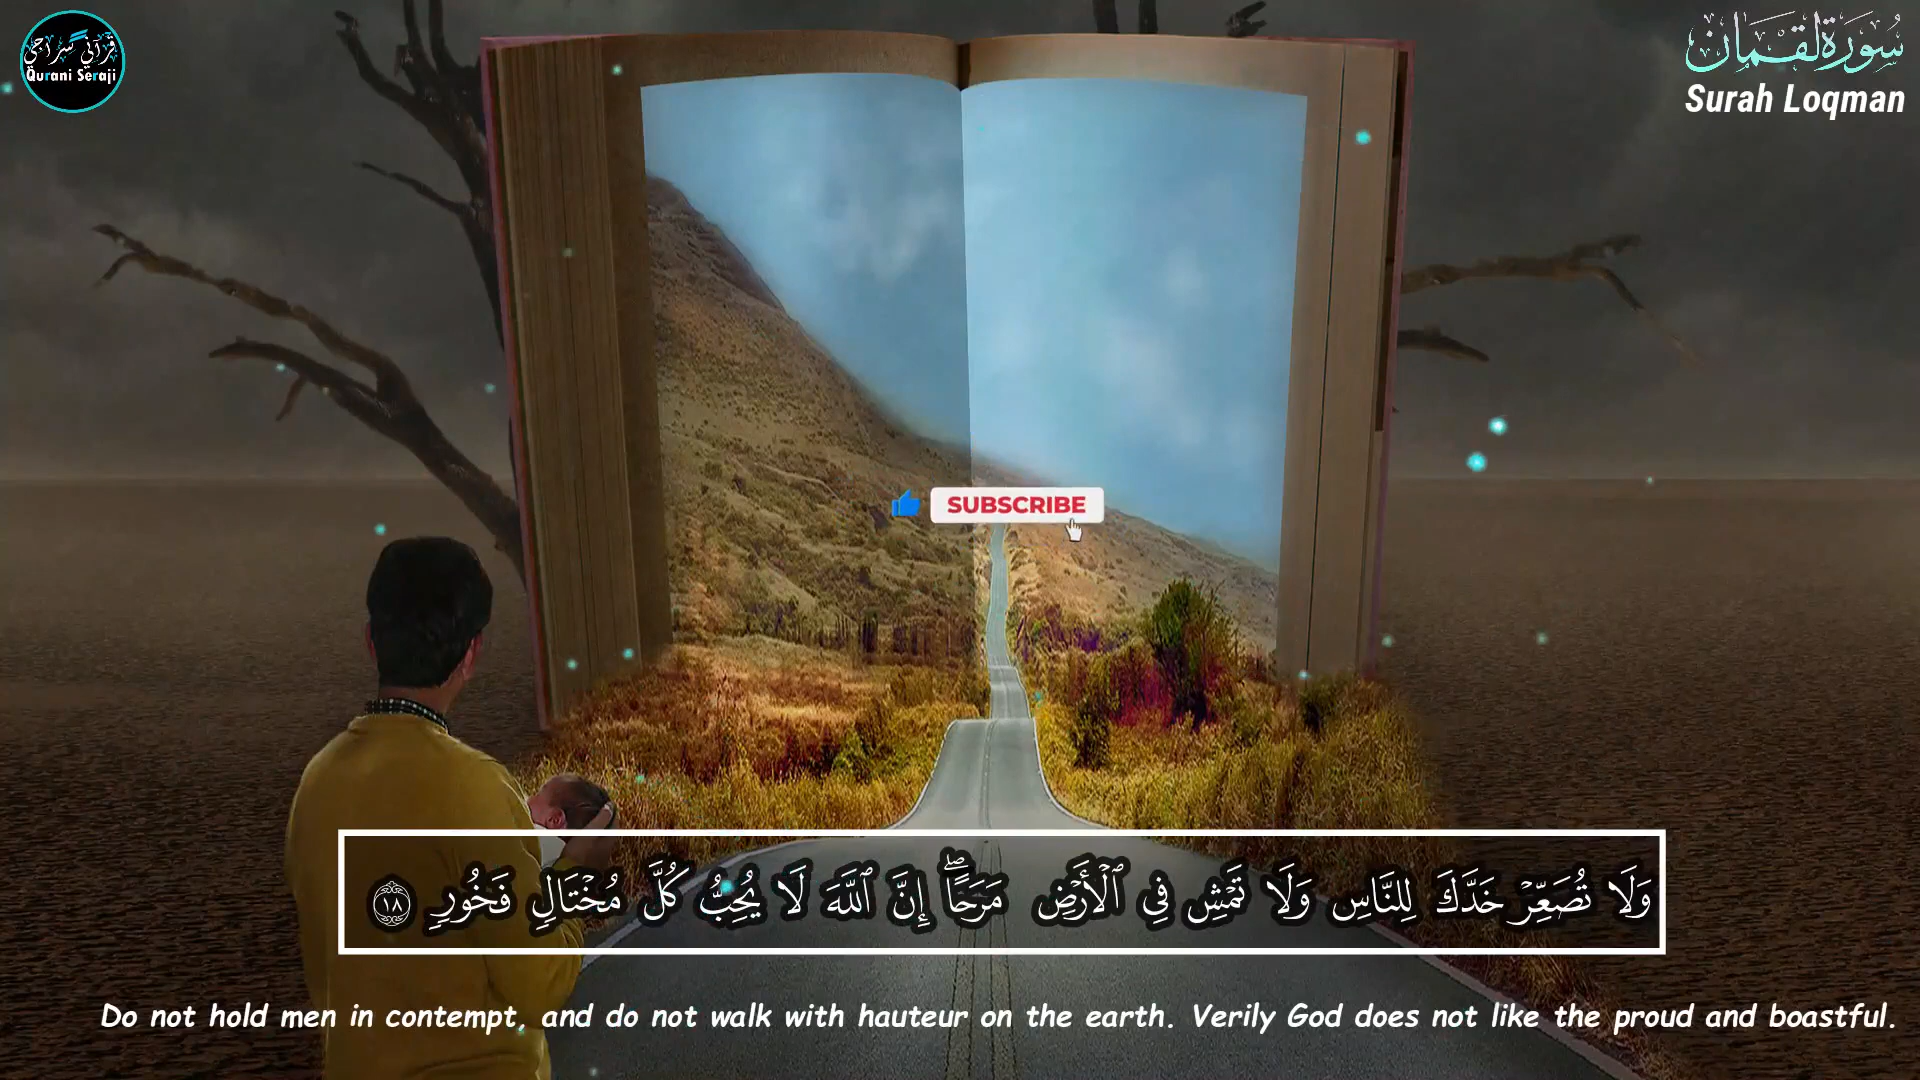 قرآني سراجي
Qurani Seraji
سُورَةُ لُقْمَان
Surah Loqman
SUBSCRIBE
وَلَا تُصَعِّرْ خَدَّكَ لِلنَّاسِ وَلَا تَمْشِ فِي ٱلْأَرْضِ مَرَحًاۖ إِنَّ ٱللَّهَ لَا يُحِبُّ كُلَّ مُخْتَالٍ فَخُورٍ ١٨
Do not hold men in contempt, and do not walk with hauteur on the earth. Verily God does not like the proud and boastful.